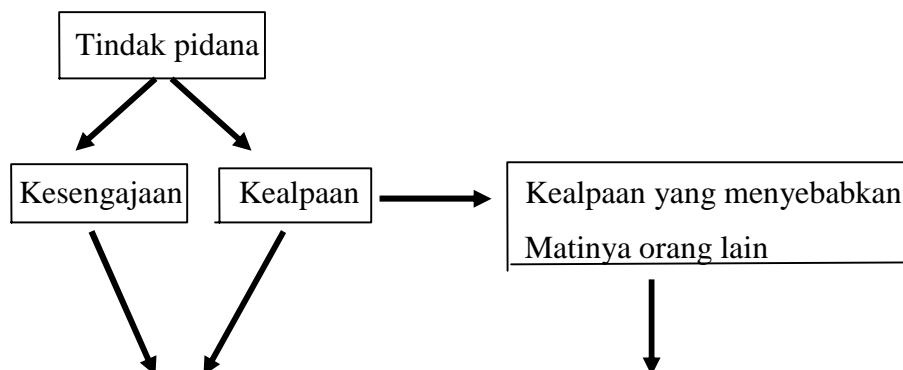 Tindak pidana
Kesengajaan
Kealpaan
Kealpaan yang menyebabkan
Matinya orang lain